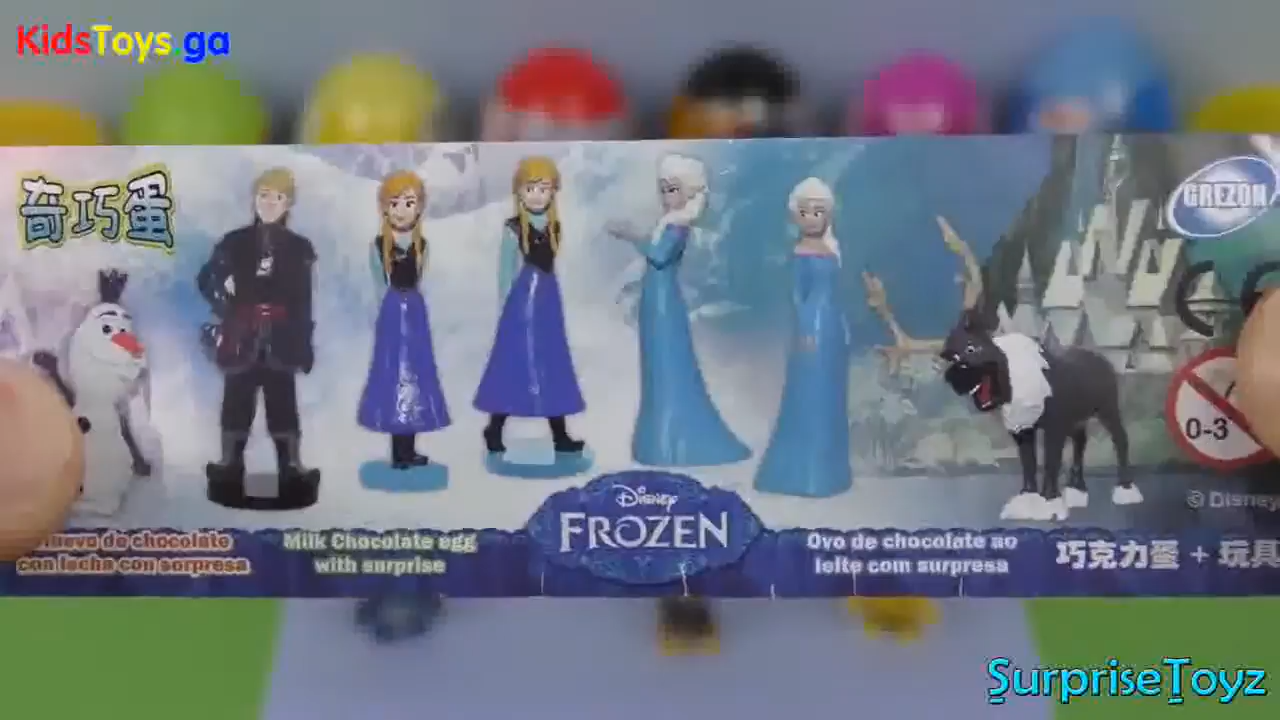 KidsToys.ga
奇巧蛋
GREZON
0-3
© Disney
DISNEY
FROZEN
huevo de chocolate
con leche con sorpresa
Milk Chocolate egg
with surprise
Ovo de chocolate ao
leite com surpresa
巧克力蛋 + 玩具
SurpriseToyz